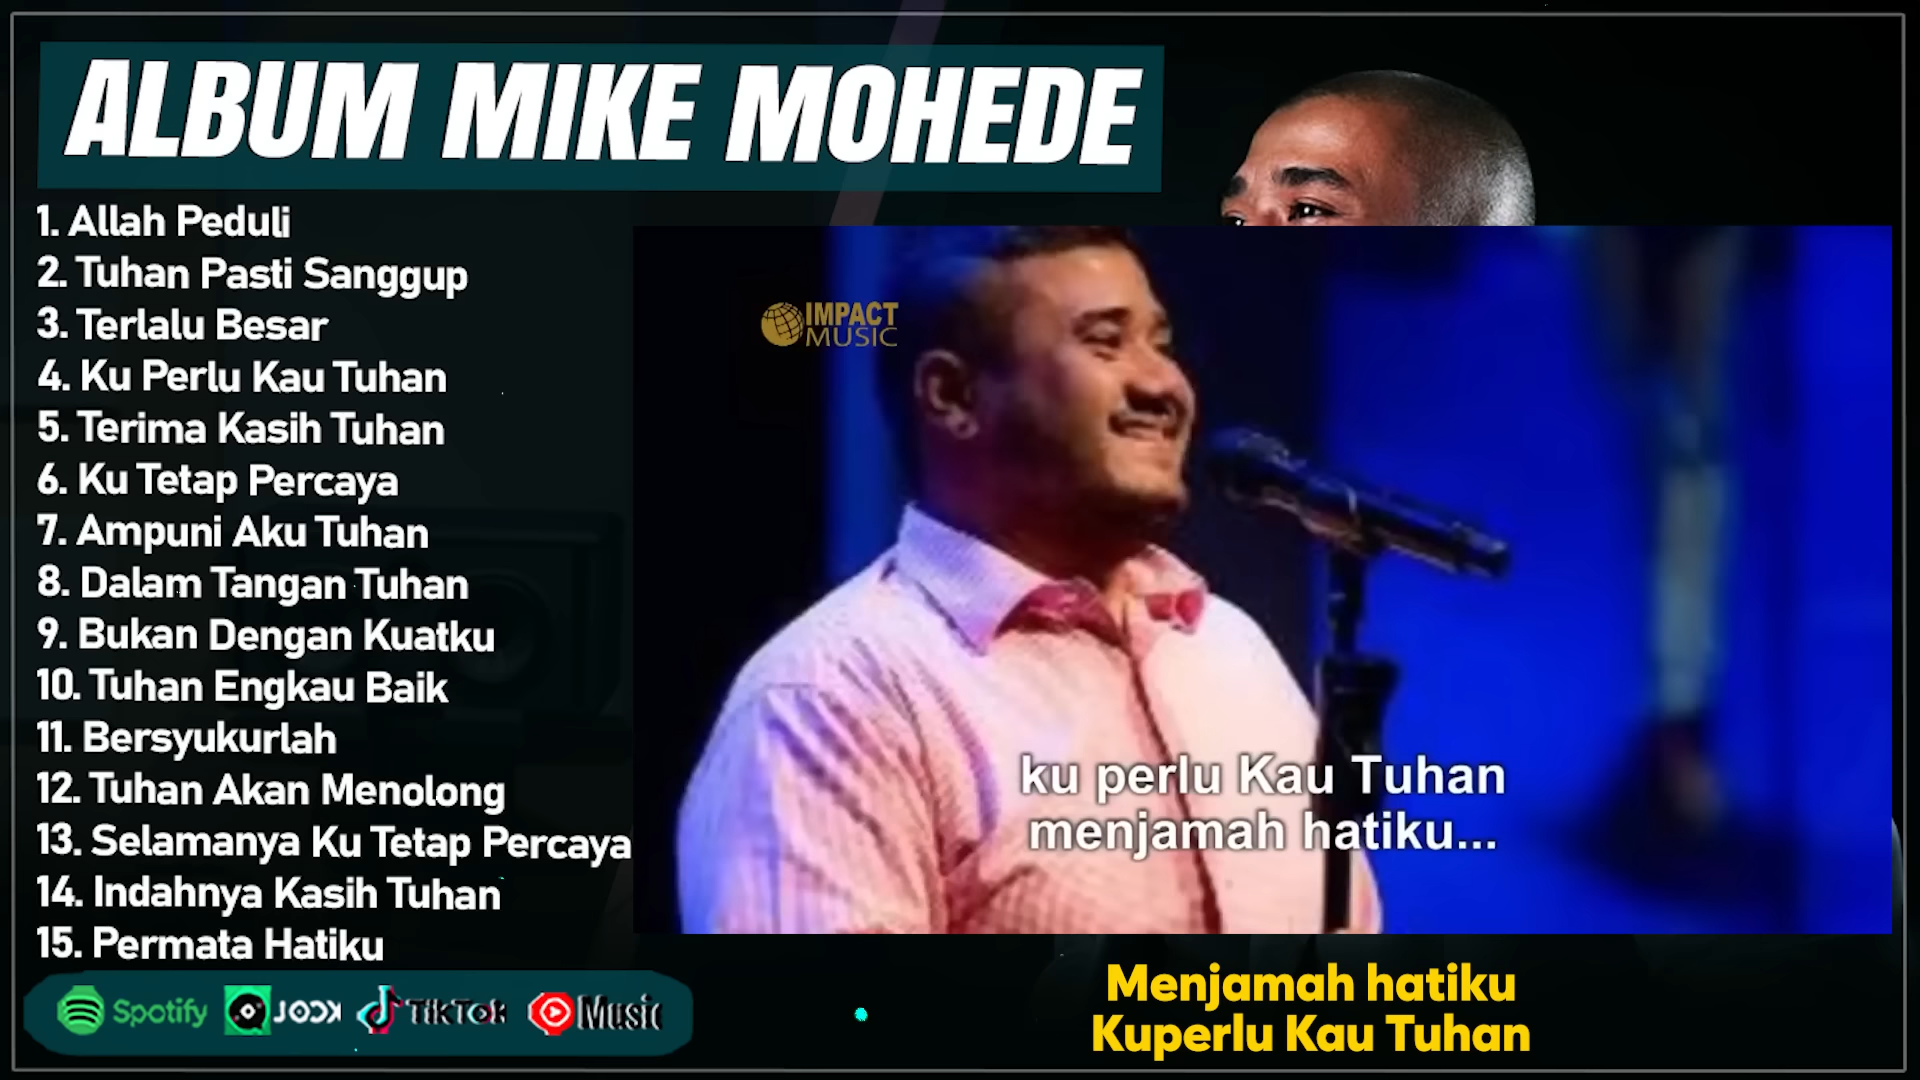 ALBUM MIKE MOHEDE
1. Allah Peduli
2. Tuhan Pasti Sanggup
3. Terlalu Besar
4. Ku Perlu Kau Tuhan
5. Terima Kasih Tuhan
6. Ku Tetap Percaya
7. Ampuni Aku Tuhan
8. Dalam Tangan Tuhan
9. Bukan Dengan Kuatku
10. Tuhan Engkau Baik
11. Bersyukurlah
12. Tuhan Akan Menolong
13. Selamanya Ku Tetap Percaya
14. Indahnya Kasih Tuhan
15. Permata Hatiku
IMPACT
MUSIC
ku perlu Kau Tuhan
menjamah hatiku...
Spotify JOOX TikTok Music
Menjamah hatiku
Kuperlu Kau Tuhan